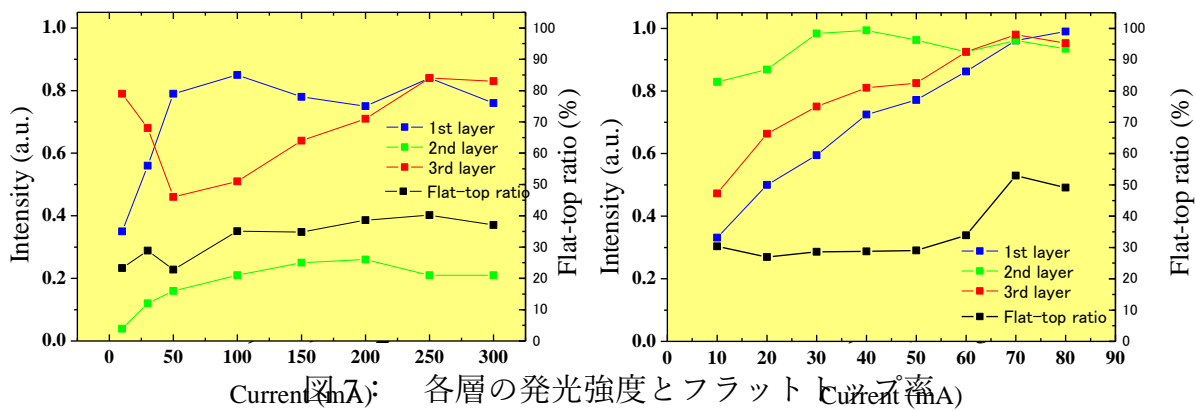 1.0
0.8
0.6
0.4
0.2
0.0
Intensity (a.u.)
100
90
80
70
60
50
40
30
20
10
0
Flat-top ratio (%)
1st layer
2nd layer
3rd layer
Flat-top ratio
0 50 100 150 200 250 300
Current (mA)
1.0
0.8
0.6
0.4
0.2
0.0
Intensity (a.u.)
100
90
80
70
60
50
40
30
20
10
0
Flat-top ratio (%)
1st layer
2nd layer
3rd layer
Flat-top ratio
0 10 20 30 40 50 60 70 80 90
Current (mA)
図7： 各層の発光強度とフラットトップ率